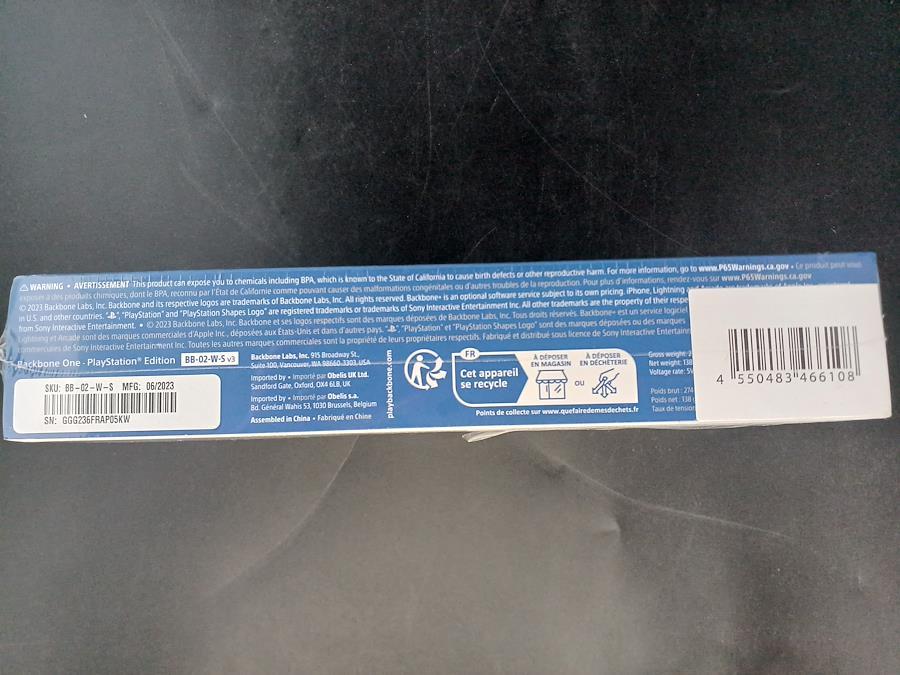 ⚠ WARNING • AVERTISSEMENT This product can expose you to chemicals including BPA, which is known to the State of California to cause birth defects or other reproductive harm. For more information, go to www.P65Warnings.ca.gov • Ce produit peut vous
exposer à des produits chimiques, dont le BPA, reconnu par l'État de Californie comme pouvant causer des malformations congénitales ou d'autres troubles de la reproduction. Pour plus d'informations, rendez-vous sur www.P65Warnings.ca.gov
© 2023 Backbone Labs, Inc. Backbone and its respective logos are trademarks of Backbone Labs, Inc. All rights reserved. Backbone+ is an optional software service subject to its own pricing. iPhone, Lightning
in U.S. and other countries. "PlayStation" and "PlayStation Shapes Logo" are registered trademarks or trademarks of Sony Interactive Entertainment Inc. All other trademarks are the property of their
from Sony Interactive Entertainment. • © 2023 Backbone Labs, Inc. Backbone et ses logos respectifs sont des marques déposées de Backbone Labs, Inc. Tous droits réservés. Backbone+ est un service logiciel
Lightning et Arcade sont des marques commerciales d'Apple Inc., déposées aux États-Unis et dans d'autres pays. "PlayStation" et "PlayStation Shapes Logo" sont des marques déposées ou des marques
commerciales de Sony Interactive Entertainment Inc. Toutes les autres marques commerciales sont la propriété de leurs propriétaires respectifs. Fabriqué et distribué sous licence de Sony Interactive
Backbone One - PlayStation® Edition
BB-02-W-S v3
SKU: BB-02-W-S MFG: 06/2023
SN: GGG236FRAP05KW
Backbone Labs, Inc. 915 Broadway St.,
Suite 100, Vancouver, WA 98660-3303, USA
Imported by • Importé par Obelis UK Ltd.
Sandford Gate, Oxford, OX4 6LB, UK
Imported by • Importé par Obelis s.a.
Bd. Général Wahis 53, 1030 Brussels, Belgium
Assembled in China • Fabriqué en Chine
playbackbone.com
FR
Cet appareil
se recycle
À DÉPOSER
EN MAGASIN
OU
À DÉPOSER
EN DÉCHÈTERIE
Points de collecte sur www.quefairedemesdechets.fr
Gross weight:
Net weight:
Voltage rate:
Poids brut: 274
Poids net: 138
Taux de tension
4 550483 466108